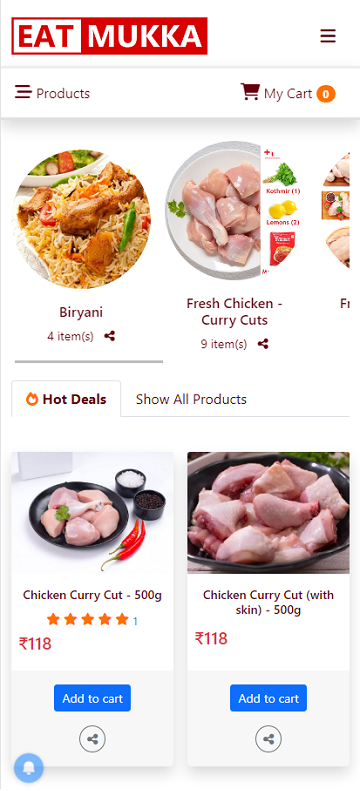 EAT MUKKA
Products
My Cart 0
Kothmir (1)
Lemons (2)
Biryani
4 item(s)
Fresh Chicken -
Curry Cuts
9 item(s)
Fr
Hot Deals
Show All Products
Chicken Curry Cut - 500g
1
₹118
Add to cart
Chicken Curry Cut (with
skin) - 500g
₹118
Add to cart